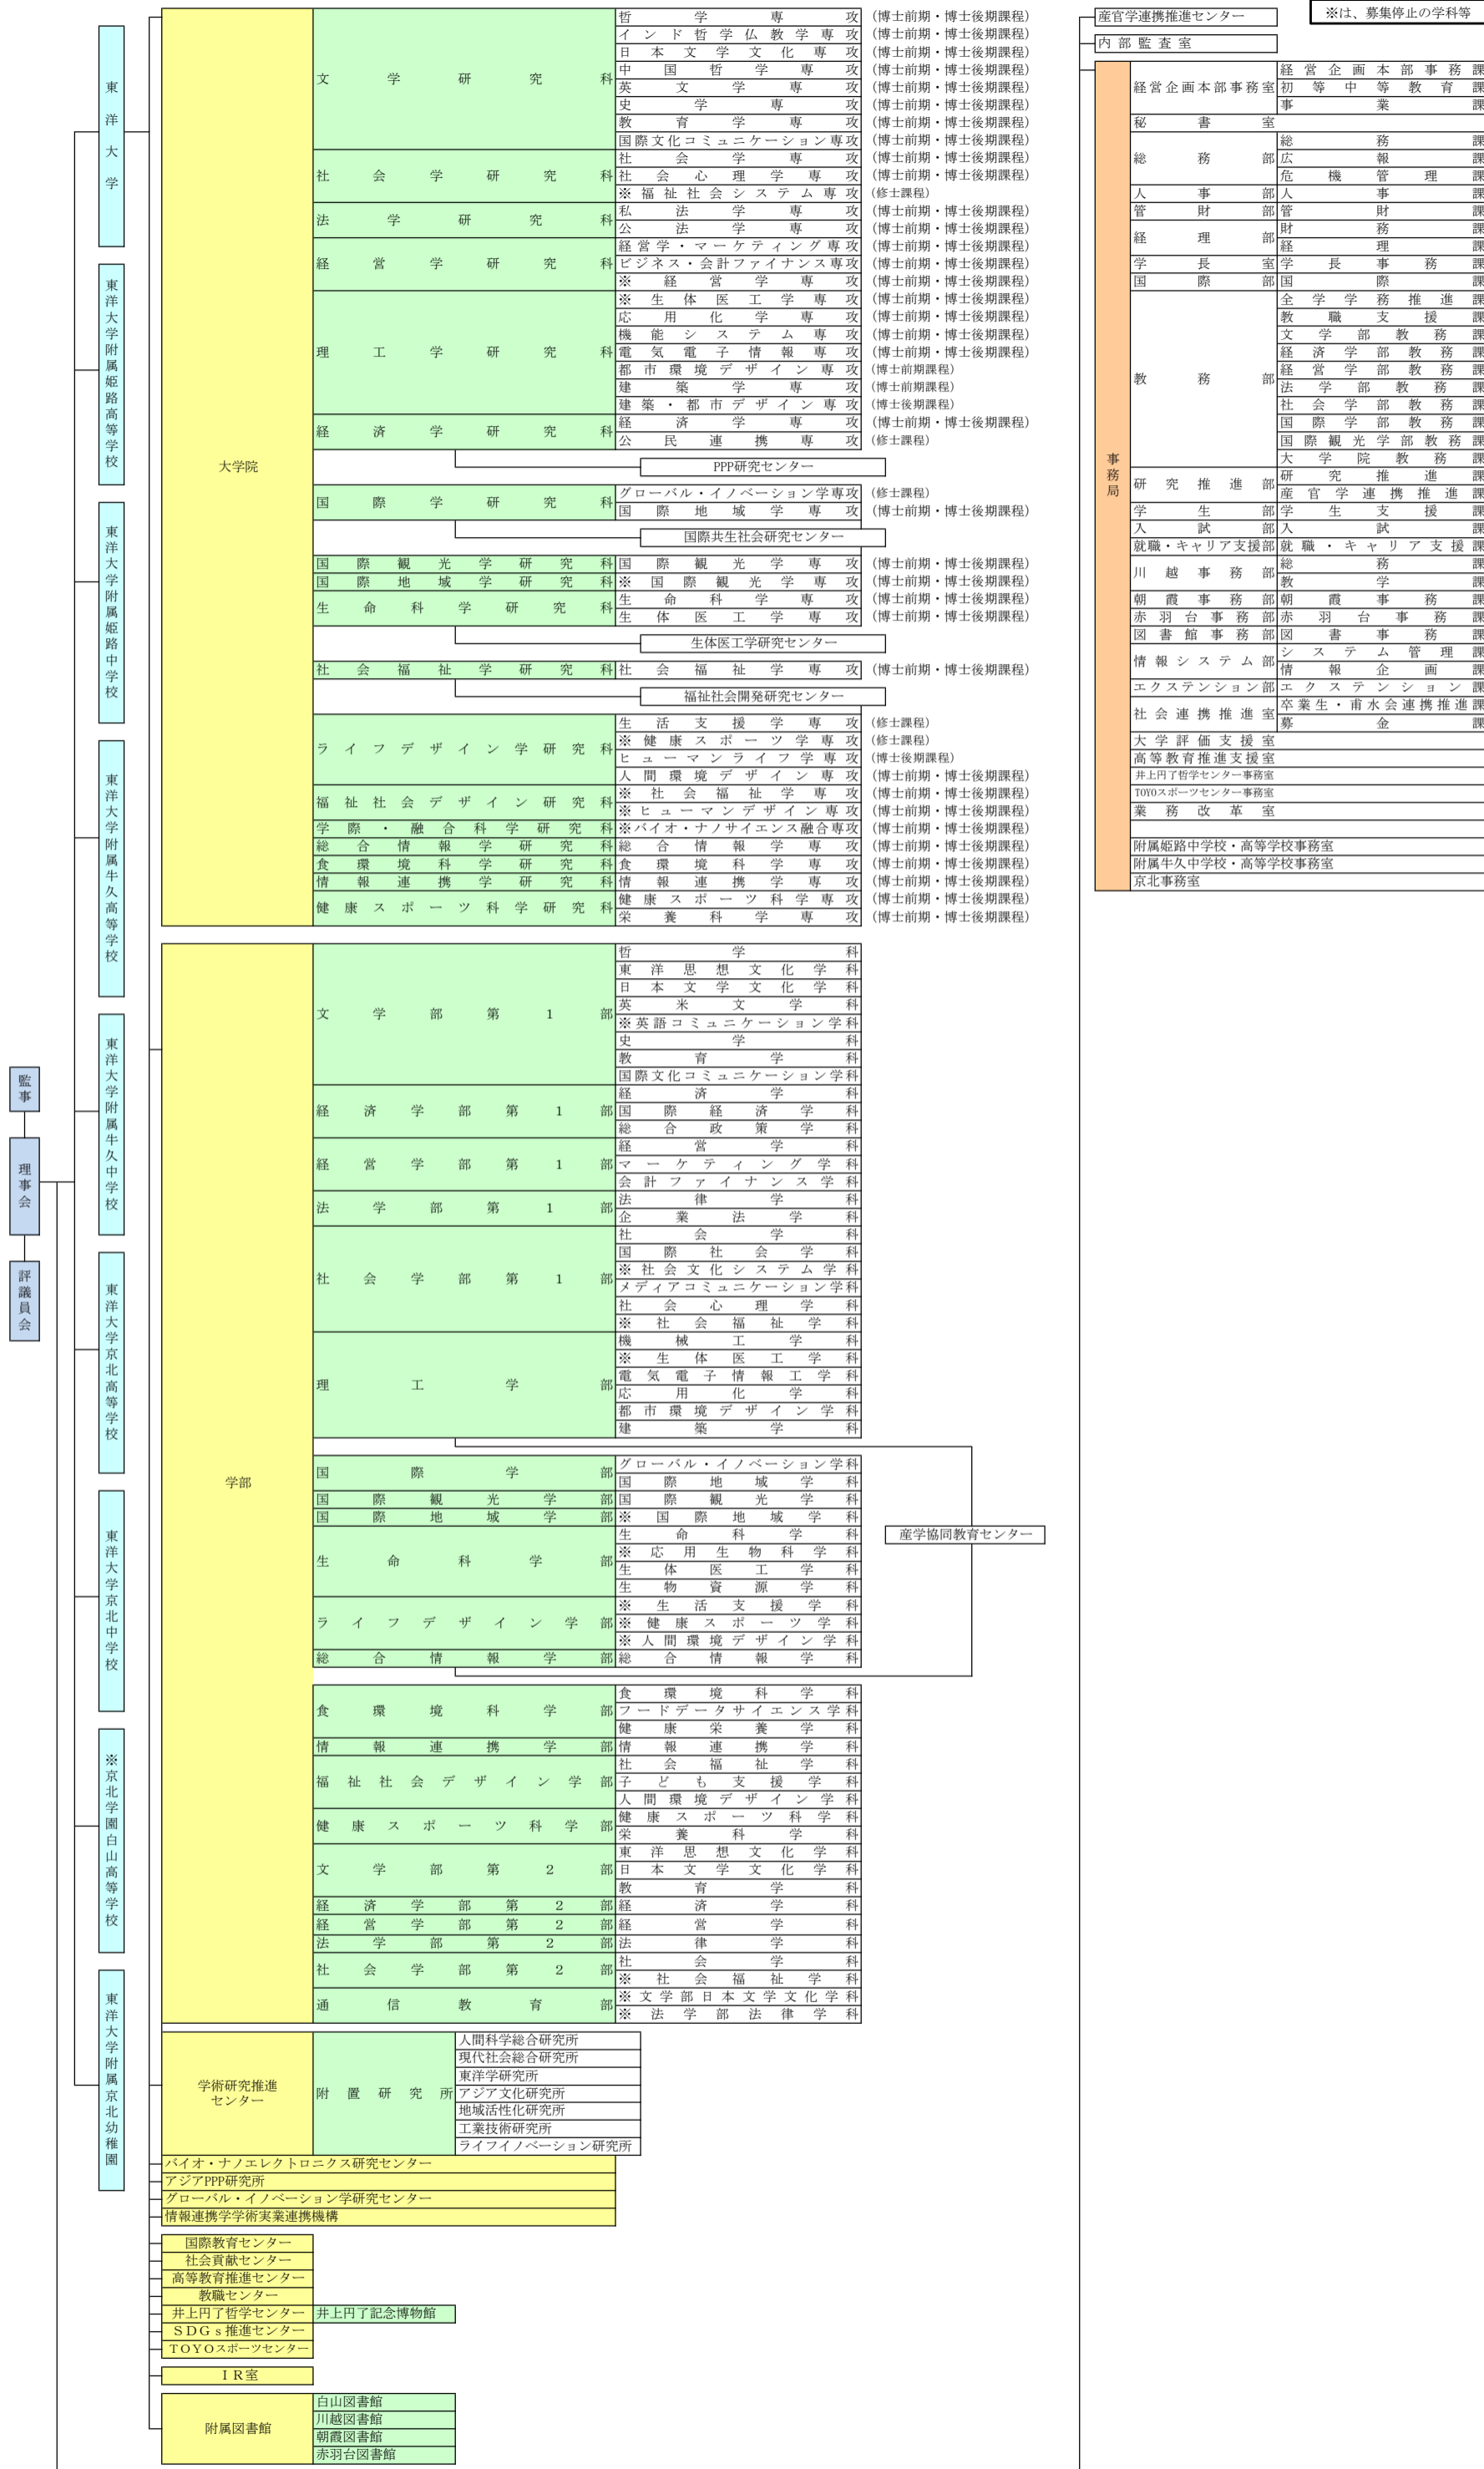 ※は、募集停止の学科等
監事
理事会
評議員会
東洋大学
東洋大学附属姫路高等学校
東洋大学附属姫路中学校
東洋大学附属牛久高等学校
東洋大学附属牛久中学校
東洋大学京北高等学校
東洋大学京北中学校
※京北学園白山高等学校
東洋大学附属京北幼稚園
大学院
文学研究科
哲学専攻 (博士前期・博士後期課程)
インド哲学仏教学専攻 (博士前期・博士後期課程)
日本文学文化専攻 (博士前期・博士後期課程)
中国哲学専攻 (博士前期・博士後期課程)
英文学専攻 (博士前期・博士後期課程)
史学専攻 (博士前期・博士後期課程)
教育学専攻 (博士前期・博士後期課程)
国際文化コミュニケーション専攻 (博士前期・博士後期課程)
社会学研究科
社会学専攻 (博士前期・博士後期課程)
社会心理学専攻 (博士前期・博士後期課程)
※福祉社会システム専攻 (修士課程)
法学研究科
私法学専攻 (博士前期・博士後期課程)
公法学専攻 (博士前期・博士後期課程)
経営学研究科
経営学・マーケティング専攻 (博士前期・博士後期課程)
ビジネス・会計ファイナンス専攻 (博士前期・博士後期課程)
※経営学専攻 (博士前期・博士後期課程)
理工学研究科
※生体医工学専攻 (博士前期・博士後期課程)
応用化学専攻 (博士前期・博士後期課程)
機能システム専攻 (博士前期・博士後期課程)
電気電子情報専攻 (博士前期・博士後期課程)
都市環境デザイン専攻 (博士前期課程)
建築学専攻 (博士前期課程)
建築・都市デザイン専攻 (博士後期課程)
経済学研究科
経済学専攻 (博士前期・博士後期課程)
公民連携専攻 (修士課程)
PPP研究センター
国際学研究科
グローバル・イノベーション学専攻 (修士課程)
国際地域学専攻 (博士前期・博士後期課程)
国際共生社会研究センター
国際観光学研究科 国際観光学専攻 (博士前期・博士後期課程)
国際地域学研究科 ※国際観光学専攻 (博士前期・博士後期課程)
生命科学研究科
生命科学専攻 (博士前期・博士後期課程)
生体医工学専攻 (博士前期・博士後期課程)
生体医工学研究センター
社会福祉学研究科 社会福祉学専攻 (博士前期・博士後期課程)
福祉社会開発研究センター
ライフデザイン学研究科
生活支援学専攻 (修士課程)
※健康スポーツ学専攻 (修士課程)
ヒューマンライフ学専攻 (博士後期課程)
人間環境デザイン専攻 (博士前期・博士後期課程)
福祉社会デザイン研究科
※社会福祉学専攻 (博士前期・博士後期課程)
※ヒューマンデザイン専攻 (博士前期・博士後期課程)
学際・融合科学研究科 ※バイオ・ナノサイエンス融合専攻 (博士前期・博士後期課程)
総合情報学研究科 総合情報学専攻 (博士前期・博士後期課程)
食環境科学研究科 食環境科学専攻 (博士前期・博士後期課程)
情報連携学研究科 情報連携学専攻 (博士前期・博士後期課程)
健康スポーツ科学研究科
健康スポーツ科学専攻 (博士前期・博士後期課程)
栄養科学専攻 (博士前期・博士後期課程)
学部
文学部第1部
哲学科
東洋思想文化学科
日本文学文化学科
英米文学科
※英語コミュニケーション学科
史学科
教育学科
国際文化コミュニケーション学科
経済学部第1部
経済学科
国際経済学科
総合政策学科
経営学部第1部
経営学科
マーケティング学科
会計ファイナンス学科
法学部第1部
法律学科
企業法学科
社会学部第1部
社会学科
国際社会学科
※社会文化システム学科
メディアコミュニケーション学科
社会心理学科
※社会福祉学科
理工学部
機械工学科
※生体医工学科
電気電子情報工学科
応用化学科
都市環境デザイン学科
建築学科
国際学部
グローバル・イノベーション学科
国際地域学科
国際観光学部 国際観光学科
国際地域学部 ※国際地域学科
産学協同教育センター
生命科学部
生命科学科
※応用生物科学科
生体医工学科
生物資源学科
ライフデザイン学部
※生活支援学科
※健康スポーツ学科
※人間環境デザイン学科
総合情報学部 総合情報学科
食環境科学部
食環境科学科
フードデータサイエンス学科
健康栄養学科
情報連携学部 情報連携学科
福祉社会デザイン学部
社会福祉学科
子ども支援学科
人間環境デザイン学科
健康スポーツ科学部
健康スポーツ科学科
栄養科学科
文学部第2部
東洋思想文化学科
日本文学文化学科
教育学科
経済学部第2部 経済学科
経営学部第2部 経営学科
法学部第2部 法律学科
社会学部第2部
社会学科
※社会福祉学科
通信教育部
※文学部日本文学文化学科
※法学部法律学科
学術研究推進
センター
附置研究所
人間科学総合研究所
現代社会総合研究所
東洋学研究所
アジア文化研究所
地域活性化研究所
工業技術研究所
ライフイノベーション研究所
バイオ・ナノエレクトロニクス研究センター
アジアPPP研究所
グローバル・イノベーション学研究センター
情報連携学学術実業連携機構
国際教育センター
社会貢献センター
高等教育推進センター
教職センター
井上円了哲学センター 井上円了記念博物館
SDGs推進センター
TOYOスポーツセンター
IR室
附属図書館
白山図書館
川越図書館
朝霞図書館
赤羽台図書館
産官学連携推進センター
内部監査室
事務局
経営企画本部事務室
経営企画本部事務課
初等中等教育課
事業課
秘書室
総務部
総務課
広報課
危機管理課
人事部 人事課
管財部 管財課
経理部
財務課
経理課
学長室 学長事務課
国際部 国際課
教務部
全学学務推進課
教職支援課
文学部教務課
経済学部教務課
経営学部教務課
法学部教務課
社会学部教務課
国際学部教務課
国際観光学部教務課
大学院教務課
研究推進部
研究推進課
産官学連携推進課
学生部 学生支援課
入試部 入試課
就職・キャリア支援部 就職・キャリア支援課
川越事務部
総務課
教学課
朝霞事務部 朝霞事務課
赤羽台事務部 赤羽台事務課
図書館事務部 図書事務課
情報システム部
システム管理課
情報企画課
エクステンション部 エクステンション課
社会連携推進室
卒業生・甫水会連携推進課
募金課
大学評価支援室
高等教育推進支援室
井上円了哲学センター事務室
TOYOスポーツセンター事務室
業務改革室
附属姫路中学校・高等学校事務室
附属牛久中学校・高等学校事務室
京北事務室